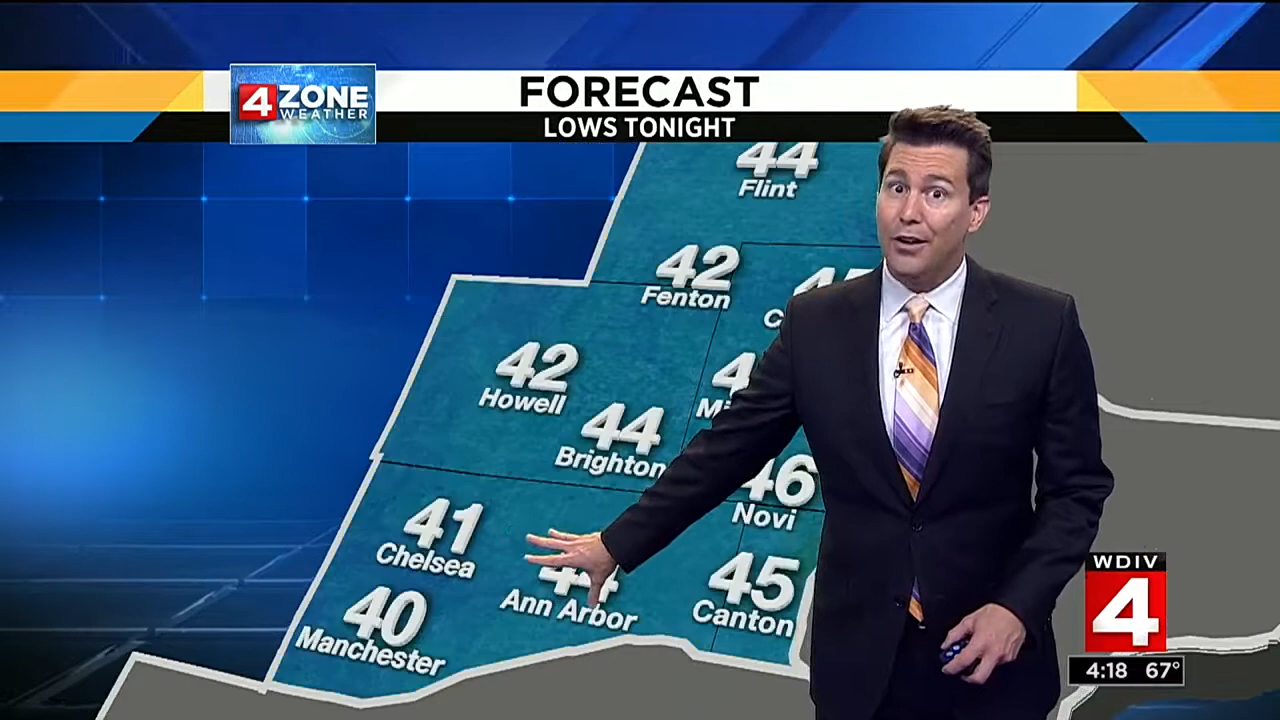 4 ZONE
WEATHER
FORECAST
LOWS TONIGHT
44
Flint
42
Fenton
42
Howell
44
Brighton
46
Novi
41
Chelsea
44
Ann Arbor
45
Canton
40
Manchester
WDIV
4
4:18 67°